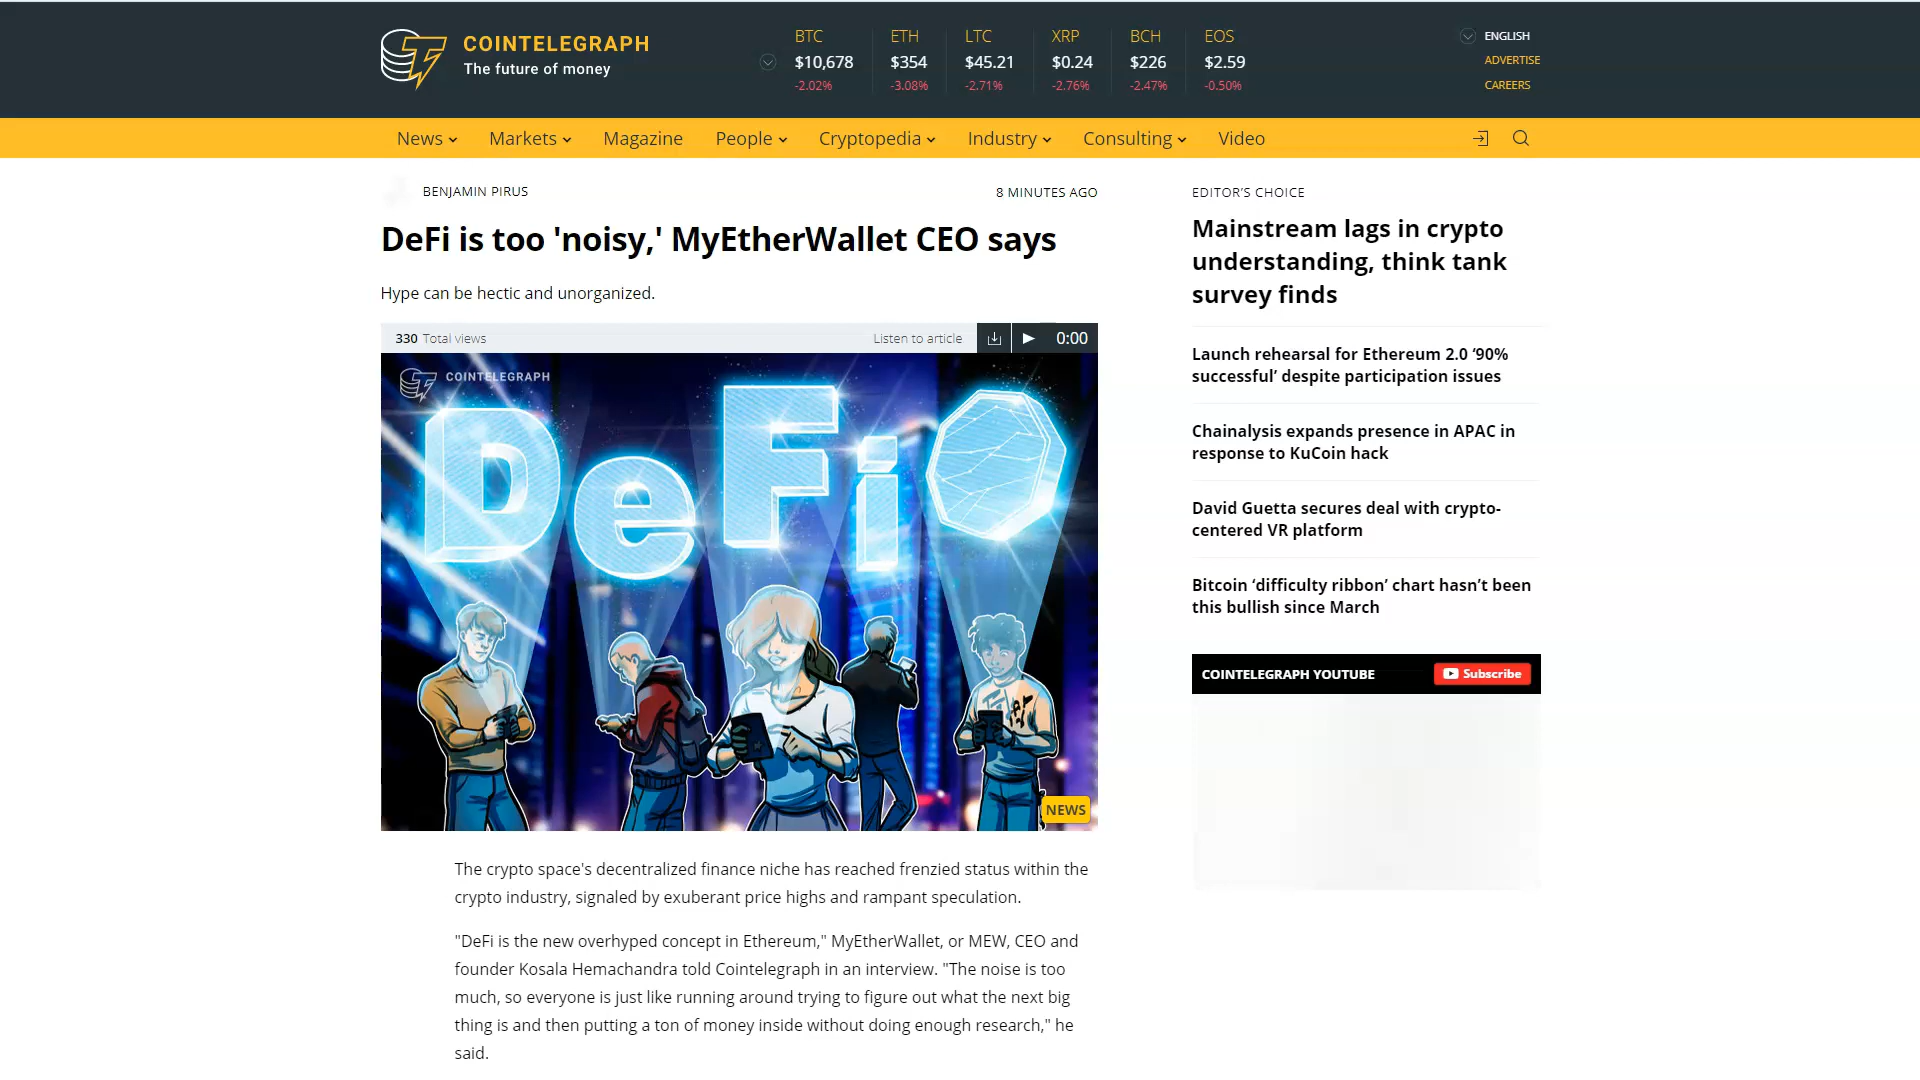 COINTELEGRAPH
The future of money
BTC
$10,678
-2.02%
ETH
$354
-3.08%
LTC
$45.21
-2.71%
XRP
$0.24
-2.76%
BCH
$226
-2.47%
EOS
$2.59
-0.50%
ENGLISH
ADVERTISE
CAREERS
News
Markets
Magazine
People
Cryptopedia
Industry
Consulting
Video
BENJAMIN PIRUS
8 MINUTES AGO
DeFi is too 'noisy,' MyEtherWallet CEO says
Hype can be hectic and unorganized.
330 Total views
Listen to article
0:00
COINTELEGRAPH
DeFi
NEWS
The crypto space's decentralized finance niche has reached frenzied status within the
crypto industry, signaled by exuberant price highs and rampant speculation.
"DeFi is the new overhyped concept in Ethereum," MyEtherWallet, or MEW, CEO and
founder Kosala Hemachandra told Cointelegraph in an interview. "The noise is too
much, so everyone is just like running around trying to figure out what the next big
thing is and then putting a ton of money inside without doing enough research," he
said.
EDITOR’S CHOICE
Mainstream lags in crypto
understanding, think tank
survey finds
Launch rehearsal for Ethereum 2.0 ‘90%
successful’ despite participation issues
Chainalysis expands presence in APAC in
response to KuCoin hack
David Guetta secures deal with crypto-
centered VR platform
Bitcoin ‘difficulty ribbon’ chart hasn’t been
this bullish since March
COINTELEGRAPH YOUTUBE
Subscribe